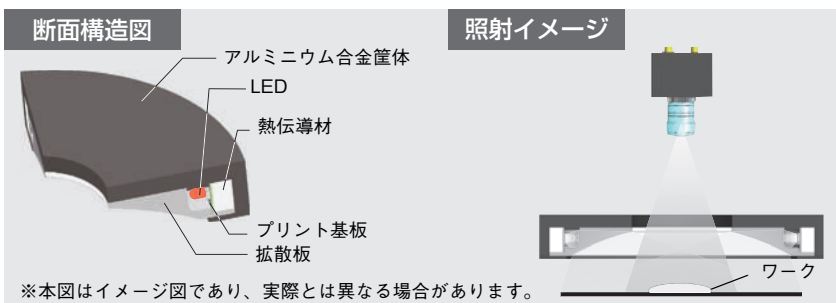 断面構造図
アルミニウム合金筐体
LED
熱伝導材
プリント基板
拡散板
※本図はイメージ図であり、実際とは異なる場合があります。
照射イメージ
ワーク